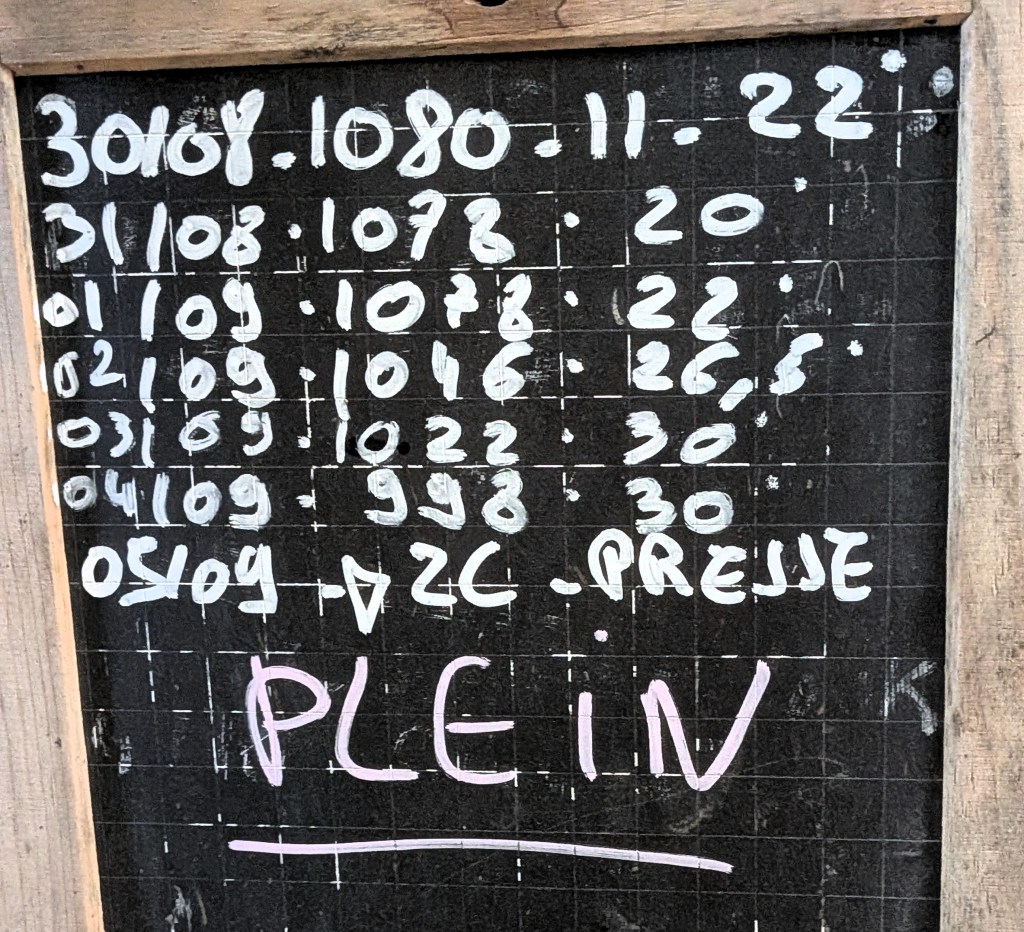 30/08 . 1080 . 11 . 22°
31/08 . 1078 . 20°
01/09 . 1078 . 22°
02/09 . 1046 . 26,5°
03/09 . 1022 . 30°
04/09 . 998 . 30°
05/09 → 2C - PRESSE
PLEiN